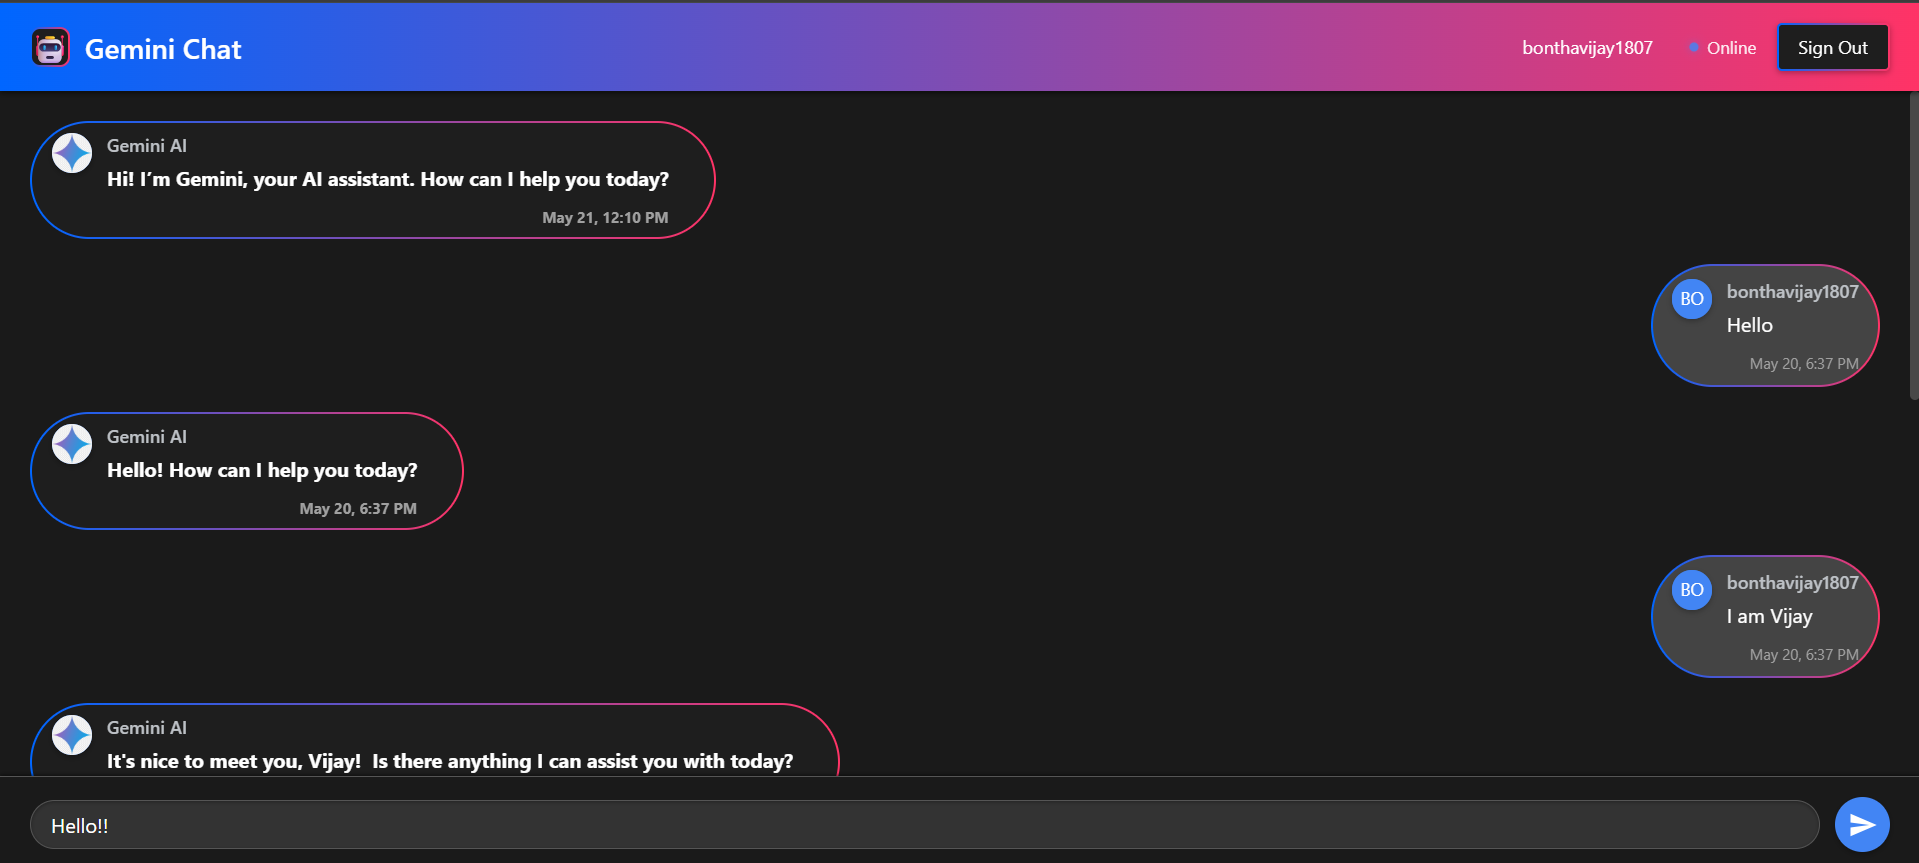 Gemini Chat
bonthavijay1807
Online
Sign Out
Gemini AI
Hi! I’m Gemini, your AI assistant. How can I help you today?
May 21, 12:10 PM
BO
bonthavijay1807
Hello
May 20, 6:37 PM
Gemini AI
Hello! How can I help you today?
May 20, 6:37 PM
BO
bonthavijay1807
I am Vijay
May 20, 6:37 PM
Gemini AI
It's nice to meet you, Vijay!  Is there anything I can assist you with today?
Hello!!